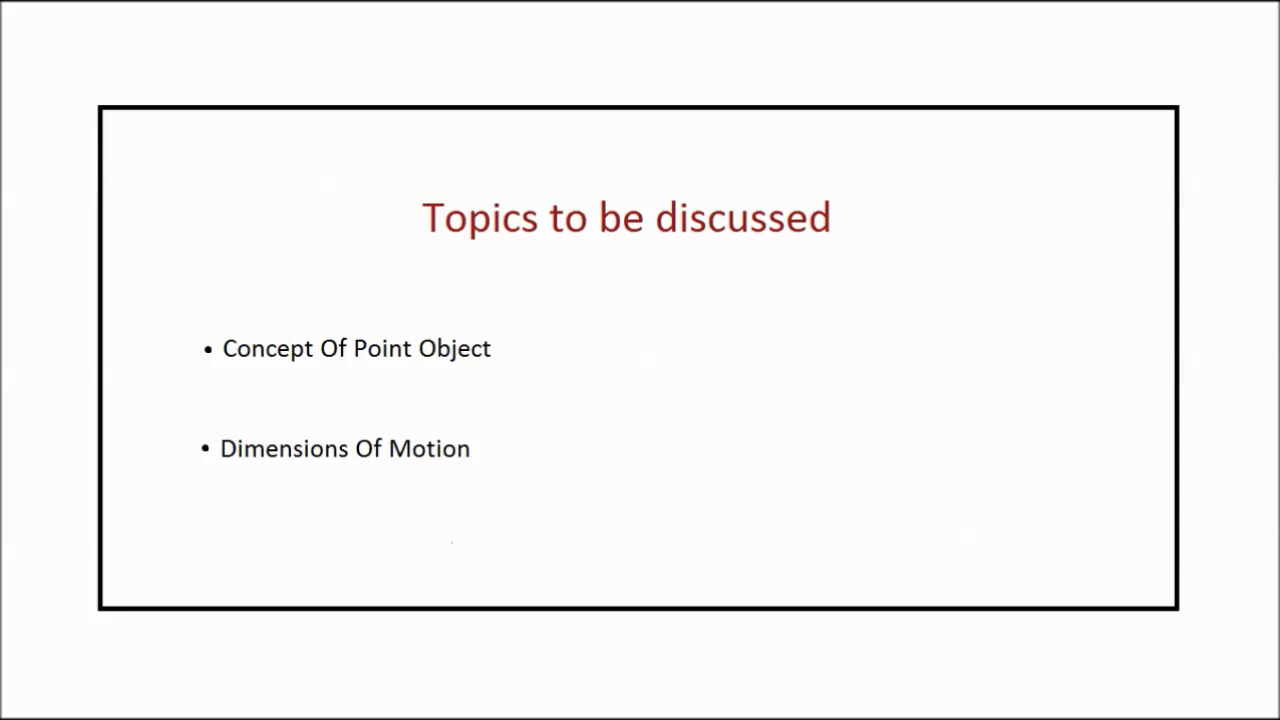 Topics to be discussed
• Concept Of Point Object
• Dimensions Of Motion